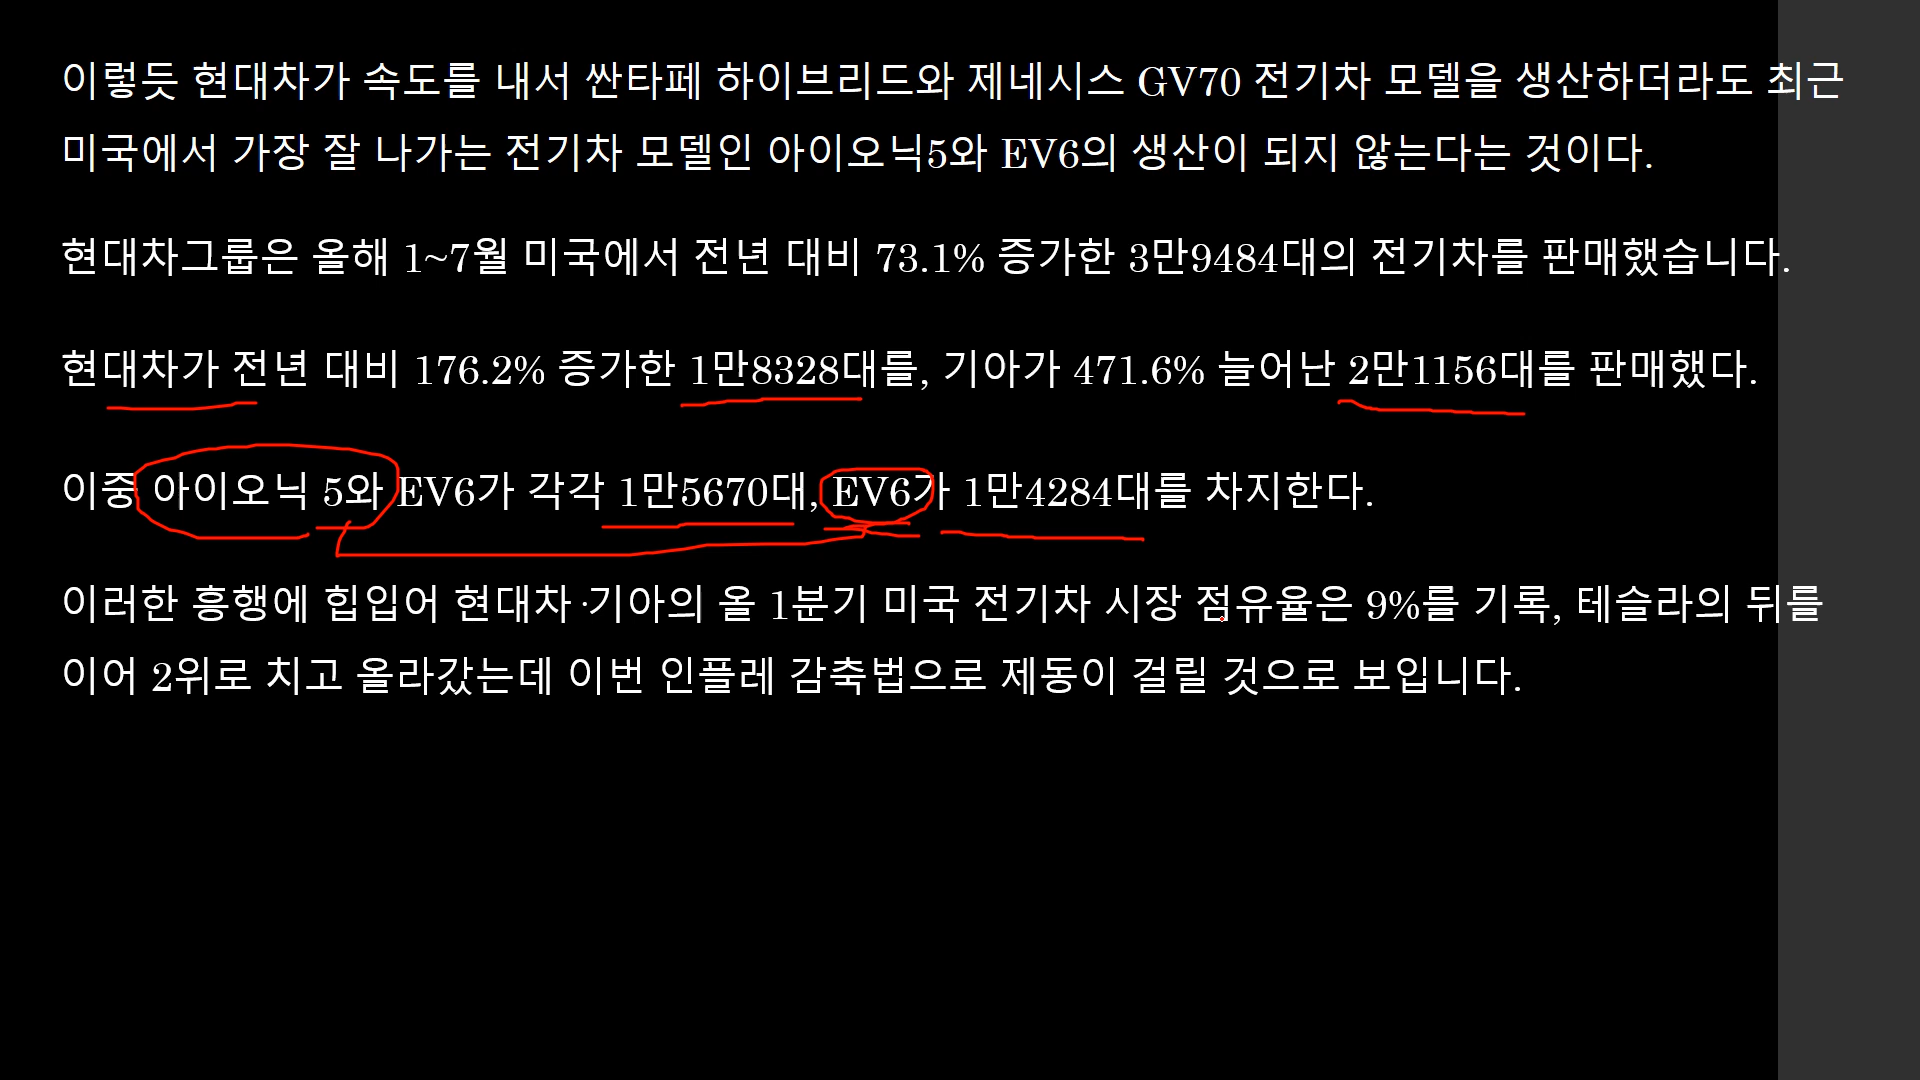 이렇듯 현대차가 속도를 내서 싼타페 하이브리드와 제네시스 GV70 전기차 모델을 생산하더라도 최근
미국에서 가장 잘 나가는 전기차 모델인 아이오닉5와 EV6의 생산이 되지 않는다는 것이다.
현대차그룹은 올해 1~7월 미국에서 전년 대비 73.1% 증가한 3만9484대의 전기차를 판매했습니다.
현대차가 전년 대비 176.2% 증가한 1만8328대를, 기아가 471.6% 늘어난 2만1156대를 판매했다.
이중 아이오닉 5와 EV6가 각각 1만5670대, EV6가 1만4284대를 차지한다.
이러한 흥행에 힙입어 현대차·기아의 올 1분기 미국 전기차 시장 점유율은 9%를 기록, 테슬라의 뒤를
이어 2위로 치고 올라갔는데 이번 인플레 감축법으로 제동이 걸릴 것으로 보입니다.